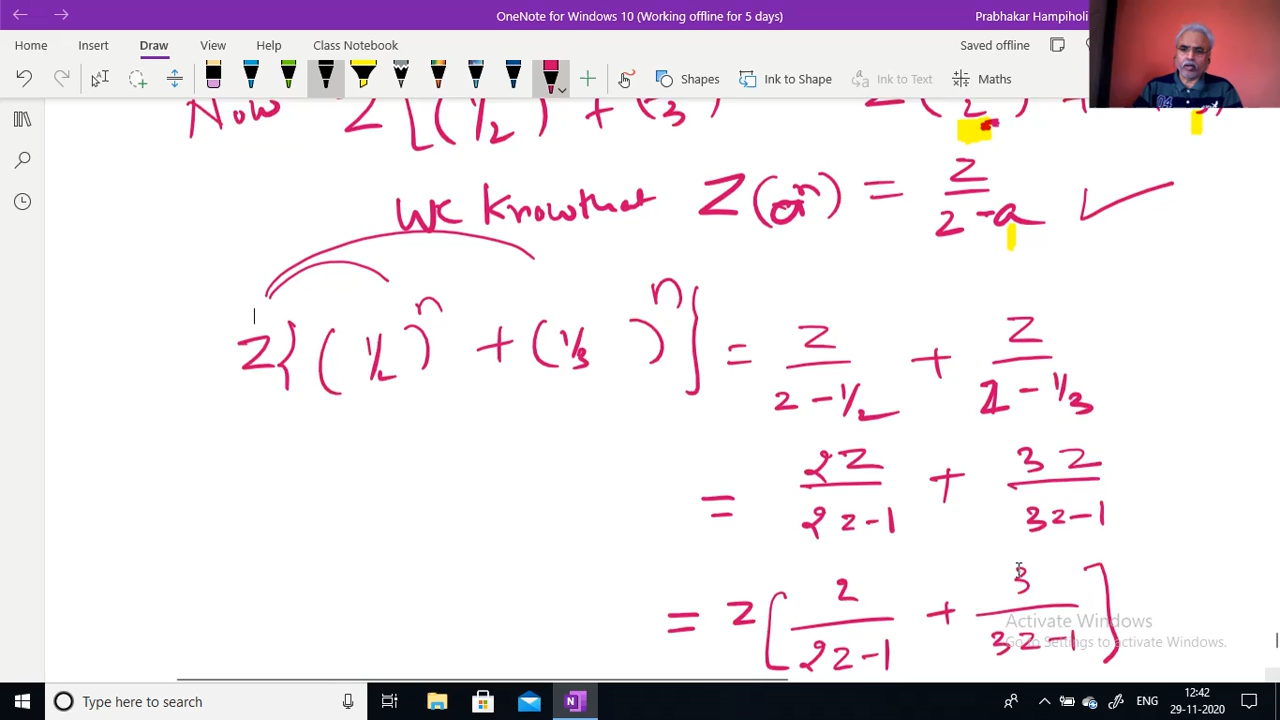 OneNote for Windows 10 (Working offline for 5 days)
Prabhakar Hampiholi
Home Insert Draw View Help Class Notebook
Saved offline
Shapes Ink to Shape Ink to Text Maths
Now Z[(1/2) + (1/3)
We Know that Z(a^n) = z/(z-a)
Z{(1/2)^n + (1/3)^n] = z/(z-1/2) + z/(z-1/3)
= 2z/(2z-1) + 3z/(3z-1)
= z[2/(2z-1) + 3/(3z-1)]
Activate Windows
Go to Settings to activate Windows.
Type here to search
ENG
12:42
29-11-2020